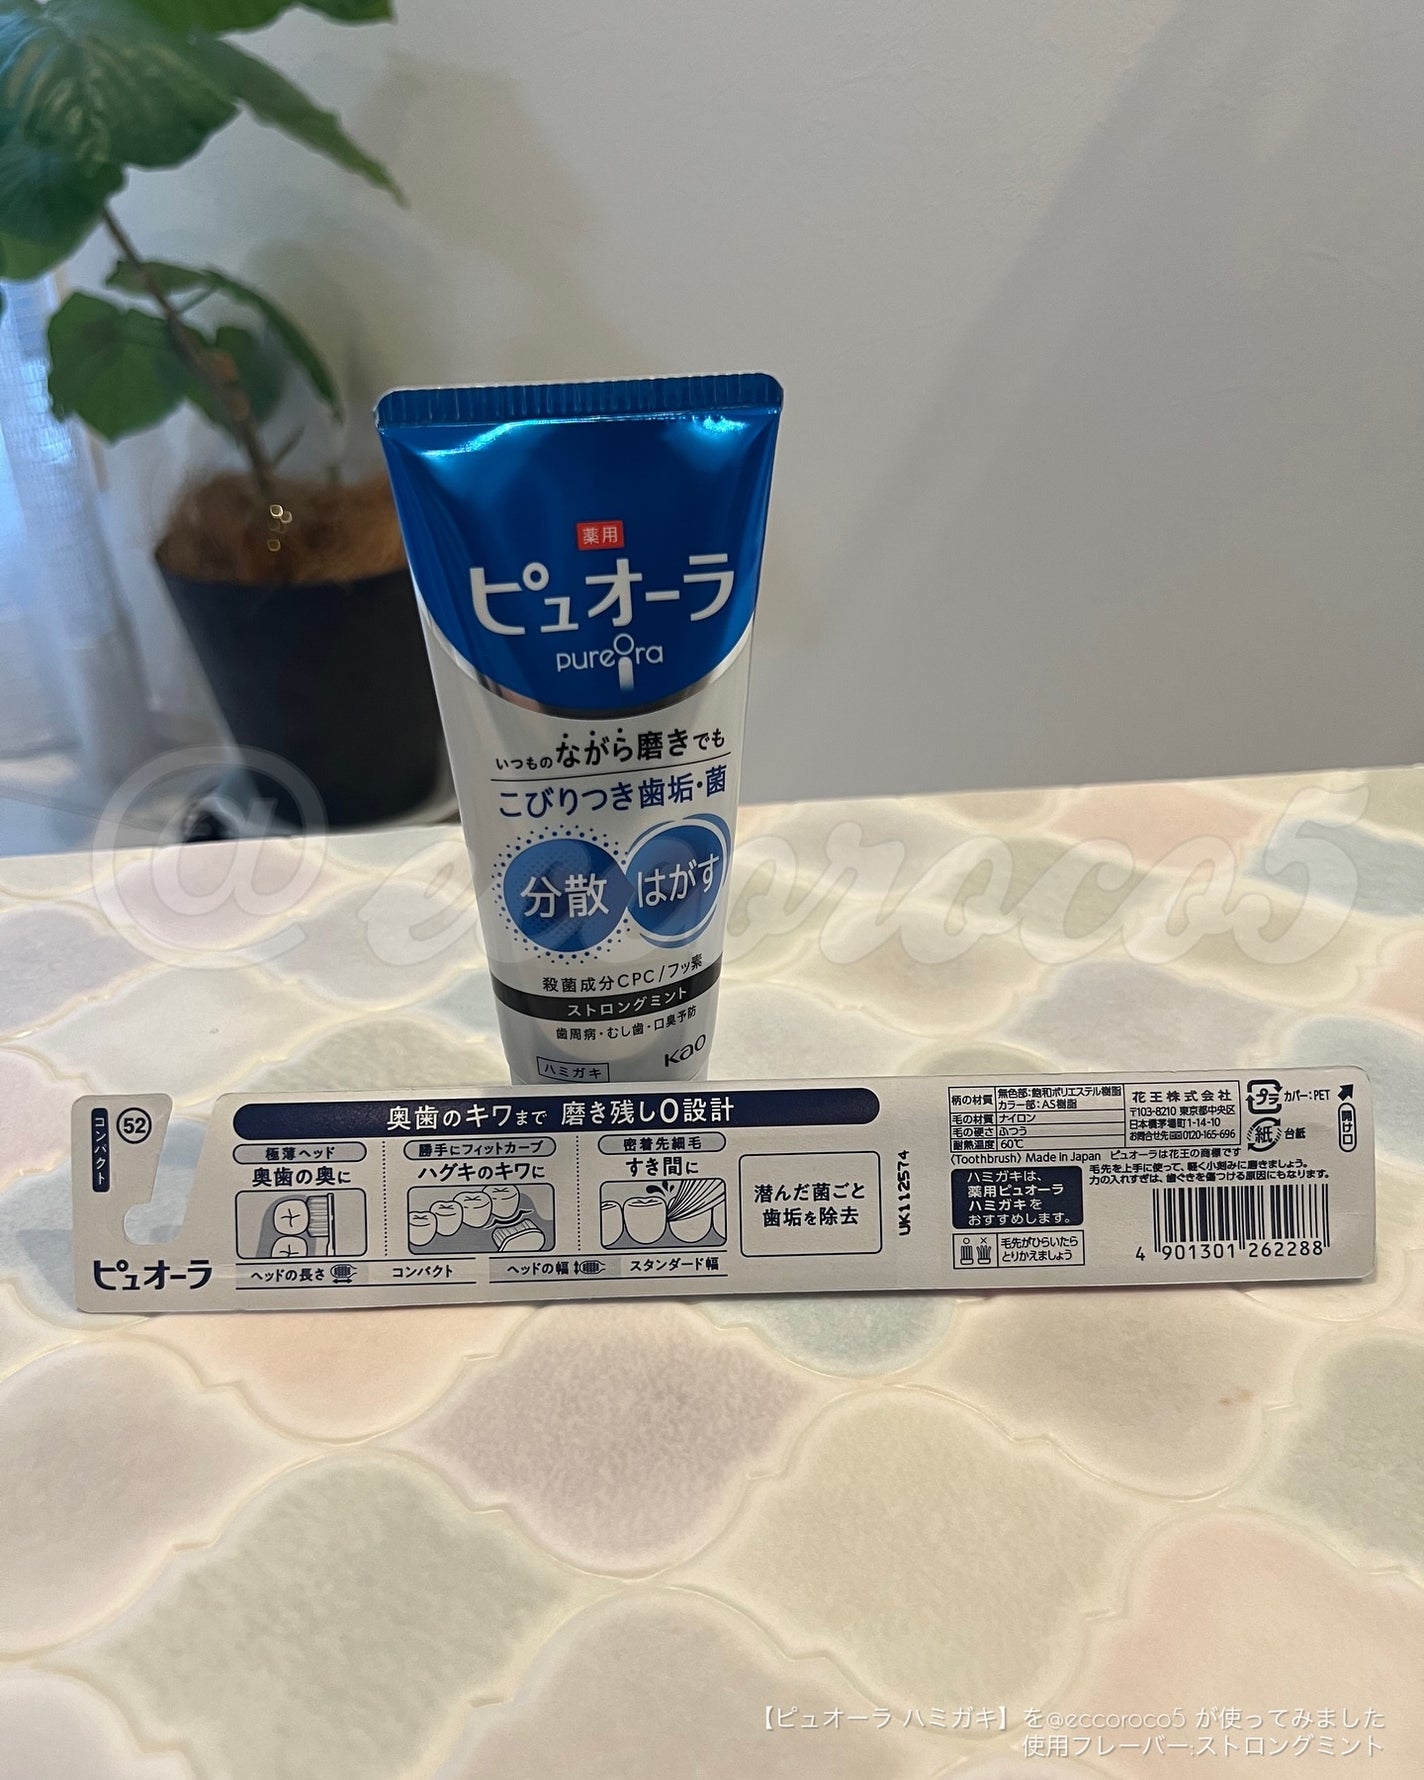 薬用
ピュオーラ
pureora
いつものながら磨きでも
こびりつき歯垢・菌
分散 はがす
殺菌成分CPC/フッ素
ストロングミント
歯周病・むし歯・口臭予防
ハミガキ
Kao
@eccoroco5
コンパクト
52
ピュオーラ
奥歯のキワまで 磨き残し0設計
極薄ヘッド
奥歯の奥に
ヘッドの長さ コンパクト
勝手にフィットカーブ
ハグキのキワに
密着先細毛
すき間に
ヘッドの幅 スタンダード幅
潜んだ菌ごと
歯垢を除去
UK112574
柄の材質 無色部:飽和ポリエステル樹脂
カラー部:AS樹脂
毛の材質 ナイロン
毛の硬さ ふつう
耐熱温度 60℃
花王株式会社
〒103-8210 東京都中央区
日本橋茅場町1-14-10
お問合せ先 0120-165-696
プラ カバー:PET
紙 台紙
開け口
(Toothbrush) Made in Japan ピュオーラは花王の商標です
ハミガキは、
薬用ピュオーラ
ハミガキを
おすすめします。
毛先を上手に使って、軽く小刻みに磨きましょう。
力の入れすぎは、歯ぐきを傷つける原因にもなります。
毛先がひらいたら
とりかえましょう
4 901301 262288
【ピュオーラ ハミガキ】を@eccoroco5 が使ってみました
使用フレーバー:ストロングミント